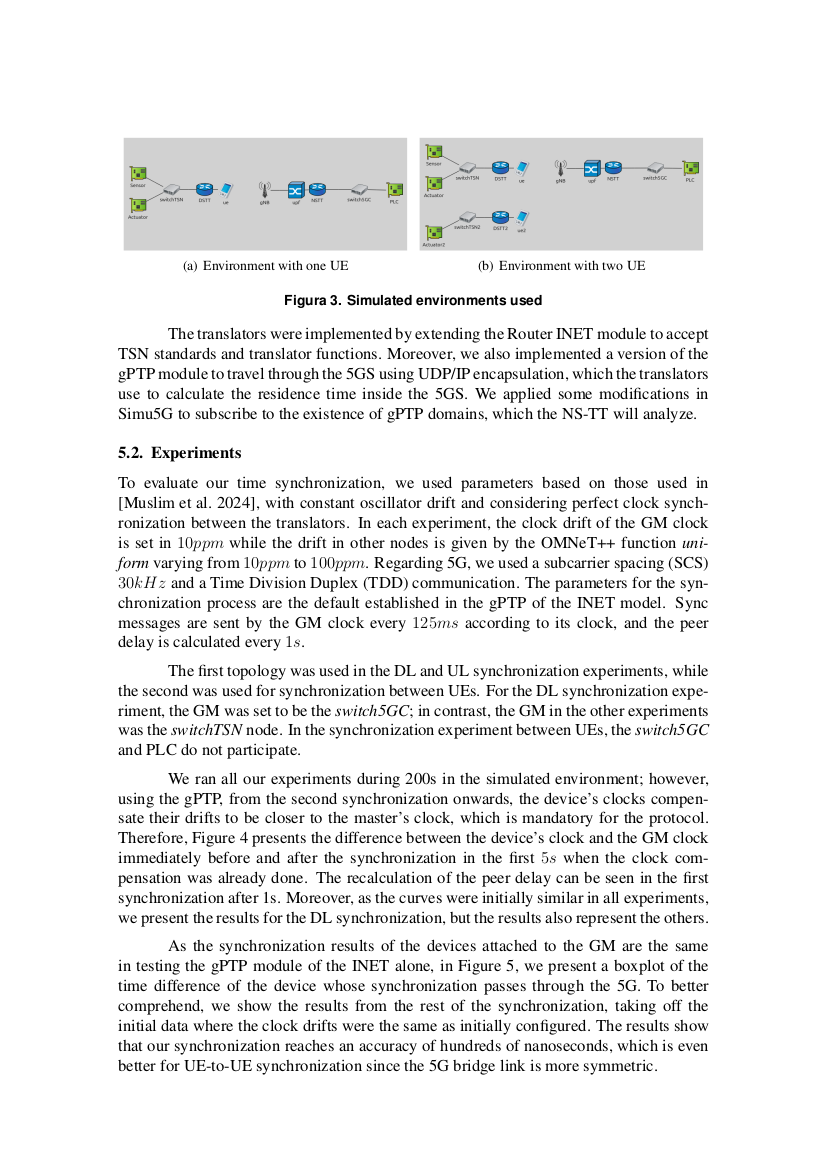 Sensor
Actuator
switchTSN
DSTT
ue
gNB
upf
NSTT
switch5GC
PLC
Sensor
Actuator
switchTSN
DSTT
ue
gNB
upf
NSTT
switch5GC
PLC
Actuator2
switchTSN2
DSTT2
ue2
(a) Environment with one UE
(b) Environment with two UE
Figura 3. Simulated environments used
The translators were implemented by extending the Router INET module to accept
TSN standards and translator functions. Moreover, we also implemented a version of the
gPTP module to travel through the 5GS using UDP/IP encapsulation, which the translators
use to calculate the residence time inside the 5GS. We applied some modifications in
Simu5G to subscribe to the existence of gPTP domains, which the NS-TT will analyze.
5.2. Experiments
To evaluate our time synchronization, we used parameters based on those used in
[Muslim et al. 2024], with constant oscillator drift and considering perfect clock synch-
ronization between the translators. In each experiment, the clock drift of the GM clock
is set in 10ppm while the drift in other nodes is given by the OMNeT++ function uni-
form varying from 10ppm to 100ppm. Regarding 5G, we used a subcarrier spacing (SCS)
30kHz and a Time Division Duplex (TDD) communication. The parameters for the syn-
chronization process are the default established in the gPTP of the INET model. Sync
messages are sent by the GM clock every 125ms according to its clock, and the peer
delay is calculated every 1s.
The first topology was used in the DL and UL synchronization experiments, while
the second was used for synchronization between UEs. For the DL synchronization expe-
riment, the GM was set to be the switch5GC; in contrast, the GM in the other experiments
was the switchTSN node. In the synchronization experiment between UEs, the switch5GC
and PLC do not participate.
We ran all our experiments during 200s in the simulated environment; however,
using the gPTP, from the second synchronization onwards, the device's clocks compen-
sate their drifts to be closer to the master's clock, which is mandatory for the protocol.
Therefore, Figure 4 presents the difference between the device's clock and the GM clock
immediately before and after the synchronization in the first 5s when the clock com-
pensation was already done. The recalculation of the peer delay can be seen in the first
synchronization after 1s. Moreover, as the curves were initially similar in all experiments,
we present the results for the DL synchronization, but the results also represent the others.
As the synchronization results of the devices attached to the GM are the same
in testing the gPTP module of the INET alone, in Figure 5, we present a boxplot of the
time difference of the device whose synchronization passes through the 5G. To better
comprehend, we show the results from the rest of the synchronization, taking off the
initial data where the clock drifts were the same as initially configured. The results show
that our synchronization reaches an accuracy of hundreds of nanoseconds, which is even
better for UE-to-UE synchronization since the 5G bridge link is more symmetric.